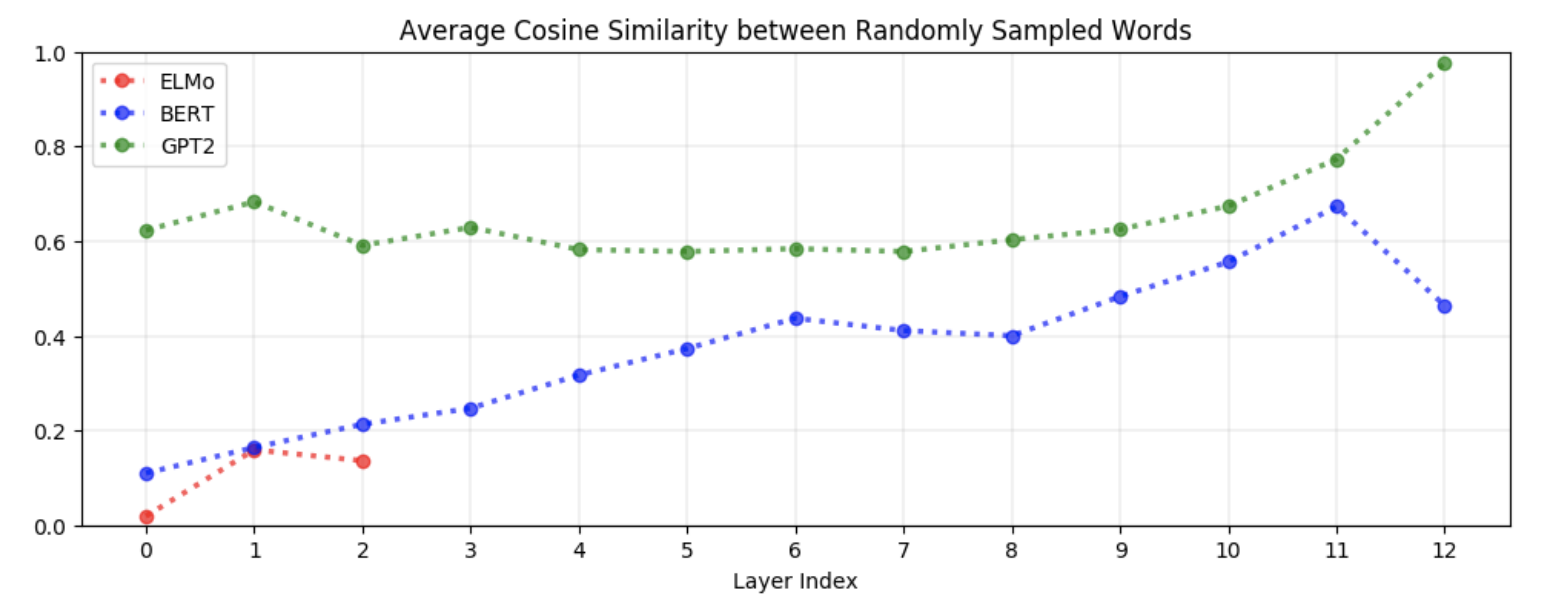 Average Cosine Similarity between Randomly Sampled Words
1.0
0.8
0.6
0.4
0.2
0.0
ELMo
BERT
GPT2
0 1 2 3 4 5 6 7 8 9 10 11 12
Layer Index